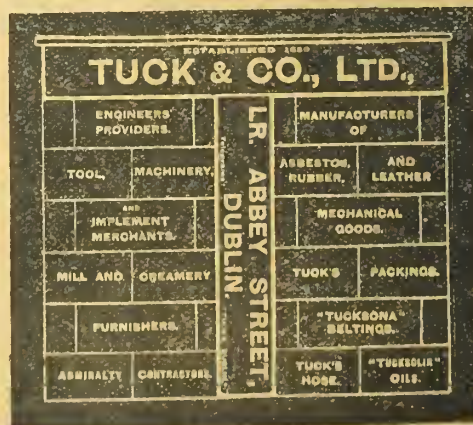 ESTABLISHED
TUCK & CO., LTD.,
ENGINEERS'
PROVIDERS.
TOOL, MACHINERY,
AND
IMPLEMENT
MERCHANTS.
MILL AND CREAMERY
FURNISHERS.
ADMIRALTY CONTRACTORS.
LR. ABBEY STREET,
DUBLIN.
MANUFACTURERS
OF
ASBESTOS, AND
RUBBER, LEATHER
MECHANICAL
GOODS.
TUCK'S PACKINGS.
"TUCKSONA"
BELTINGS.
TUCK'S "TUCKSOLIN"
HOSE. OILS.